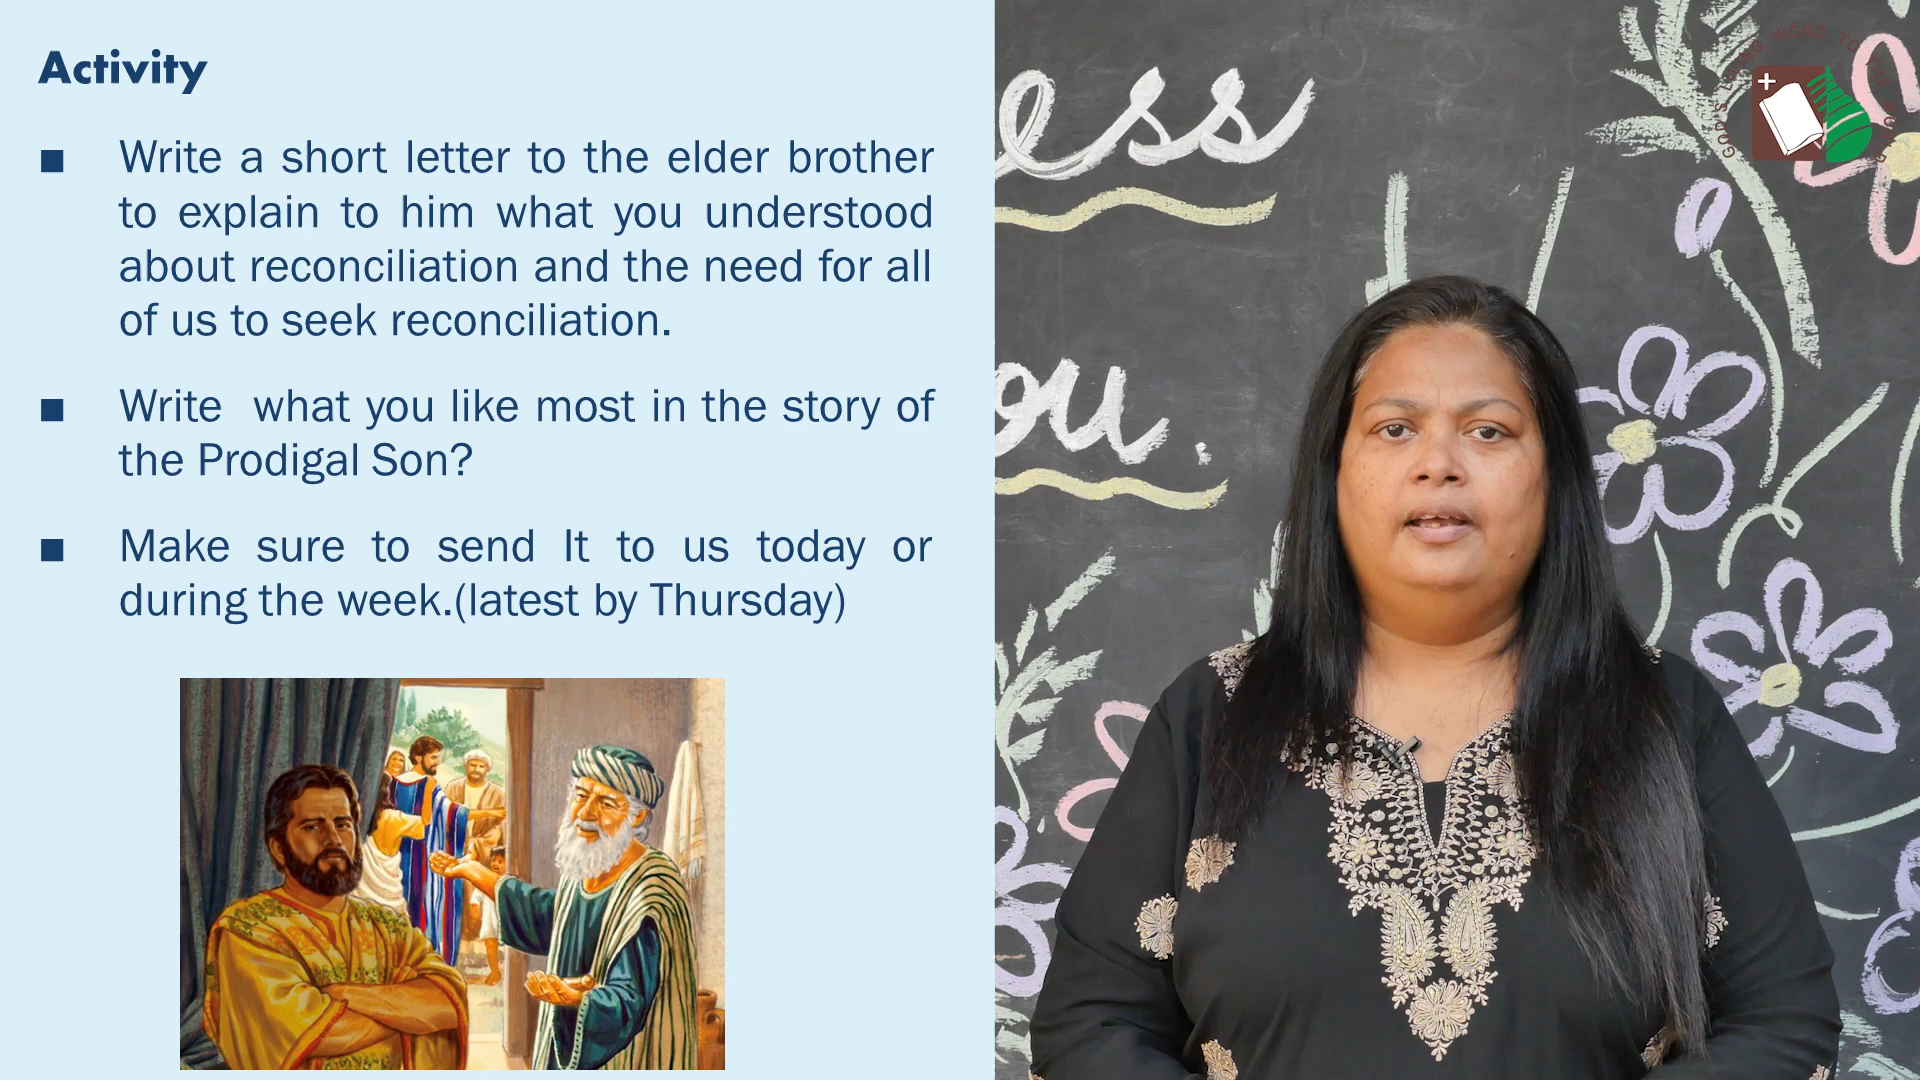 Activity
■ Write a short letter to the elder brother
to explain to him what you understood
about reconciliation and the need for all
of us to seek reconciliation.
■ Write what you like most in the story of
the Prodigal Son?
■ Make sure to send It to us today or
during the week.(latest by Thursday)
ess
ou.